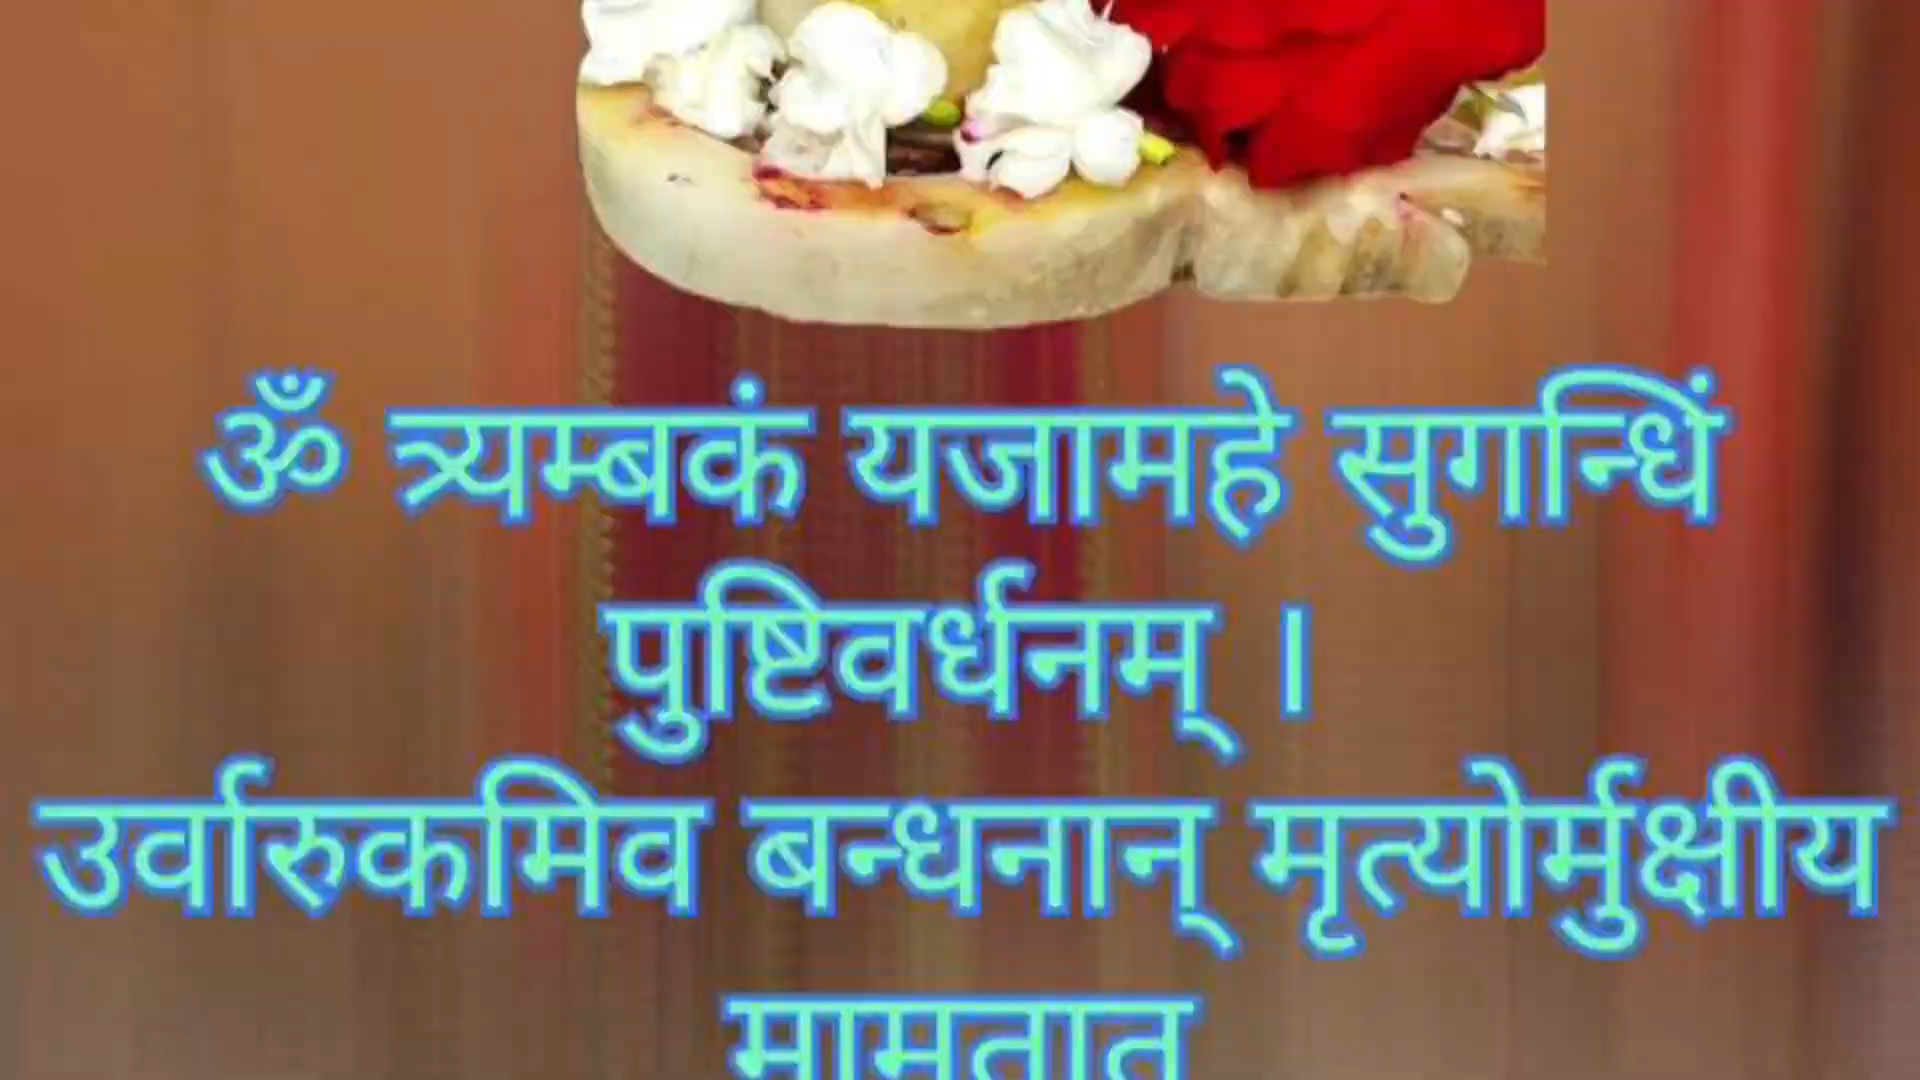 ॐ त्र्यम्बकं यजामहे सुगन्धिं
पुष्टिवर्धनम् ।
उर्वारुकमिव बन्धनान् मृत्योर्मुक्षीय